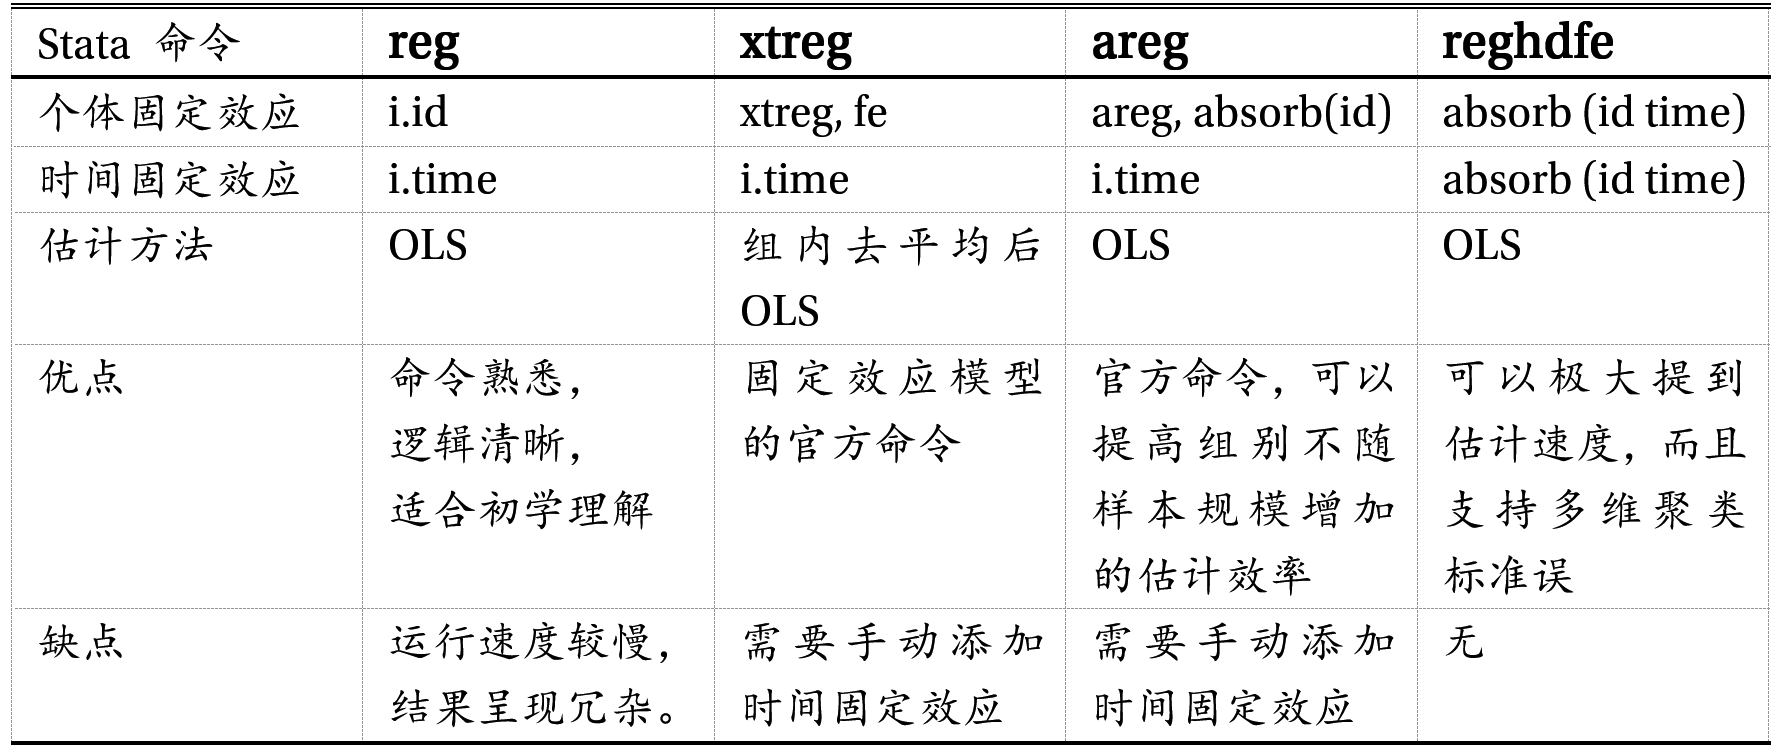 Stata 命令 reg xtreg areg reghdfe
个体固定效应 i.id xtreg, fe areg, absorb(id) absorb (id time)
时间固定效应 i.time i.time i.time absorb (id time)
估计方法 OLS 组内去平均后 OLS OLS
OLS
优点 命令熟悉, 固定效应模型 官方命令，可以 可以极大提到
逻辑清晰, 的官方命令 提高组别不随 估计速度，而且
适合初学理解 样本规模增加 支持多维聚类
的估计效率 标准误
缺点 运行速度较慢, 需要手动添加 需要手动添加 无
结果呈现冗杂。 时间固定效应 时间固定效应